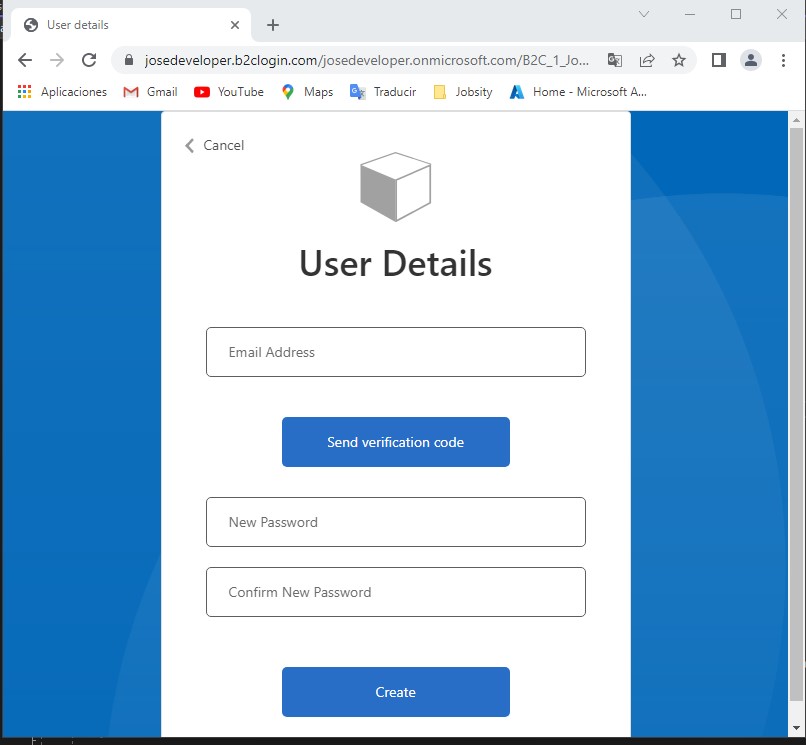 User details
josedeveloper.b2clogin.com/josedeveloper.onmicrosoft.com/B2C_1_Jo...
Aplicaciones Gmail YouTube Maps Traducir Jobsity Home - Microsoft A...
Cancel
User Details
Email Address
Send verification code
New Password
Confirm New Password
Create